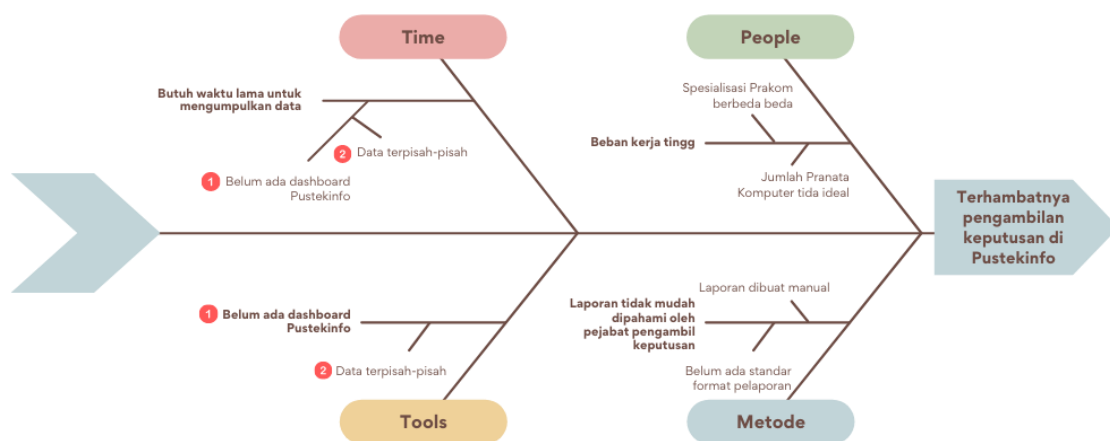 Time
People
Butuh waktu lama untuk
mengumpulkan data
2 Data terpisah-pisah
1 Belum ada dashboard
Pustekinfo
Spesialisasi Prakom
berbeda beda
Beban kerja tingg
Jumlah Pranata
Komputer tida ideal
Terhambatnya
pengambilan
keputusan di
Pustekinfo
1 Belum ada dashboard
Pustekinfo
2 Data terpisah-pisah
Laporan dibuat manual
Laporan tidak mudah
dipahami oleh
pejabat pengambil
keputusan
Belum ada standar
format pelaporan
Tools
Metode